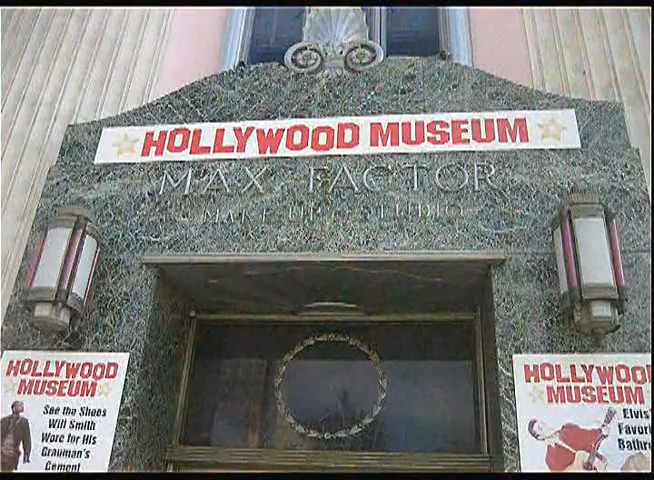 HOLLYWOOD MUSEUM
MAX FACTOR
MAKE UP STUDIO
HOLLYWOOD
MUSEUM
See the Shoes
Will Smith
Wore for His
Grauman's
Cement
HOLLYWOO
MUSEUM
Elvis'
Favori
Bathr